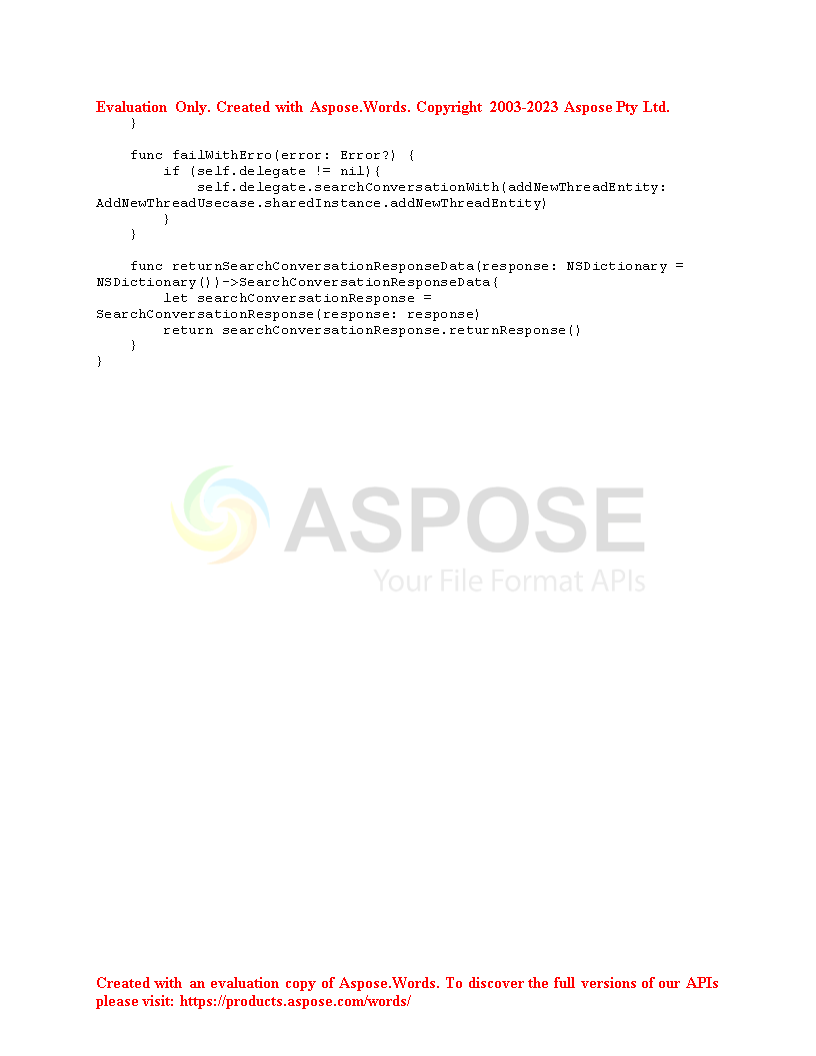 Evaluation Only. Created with Aspose.Words. Copyright 2003-2023 Aspose Pty Ltd.
    }

    func failWithErro(error: Error?) {
        if (self.delegate != nil){
            self.delegate.searchConversationWith(addNewThreadEntity:
AddNewThreadUsecase.sharedInstance.addNewThreadEntity)
        }
    }

    func returnSearchConversationResponseData(response: NSDictionary =
NSDictionary())->SearchConversationResponseData{
        let searchConversationResponse =
SearchConversationResponse(response: response)
        return searchConversationResponse.returnResponse()
    }
}
ASPOSE
Your File Format APIs
Created with an evaluation copy of Aspose.Words. To discover the full versions of our APIs
please visit: https://products.aspose.com/words/